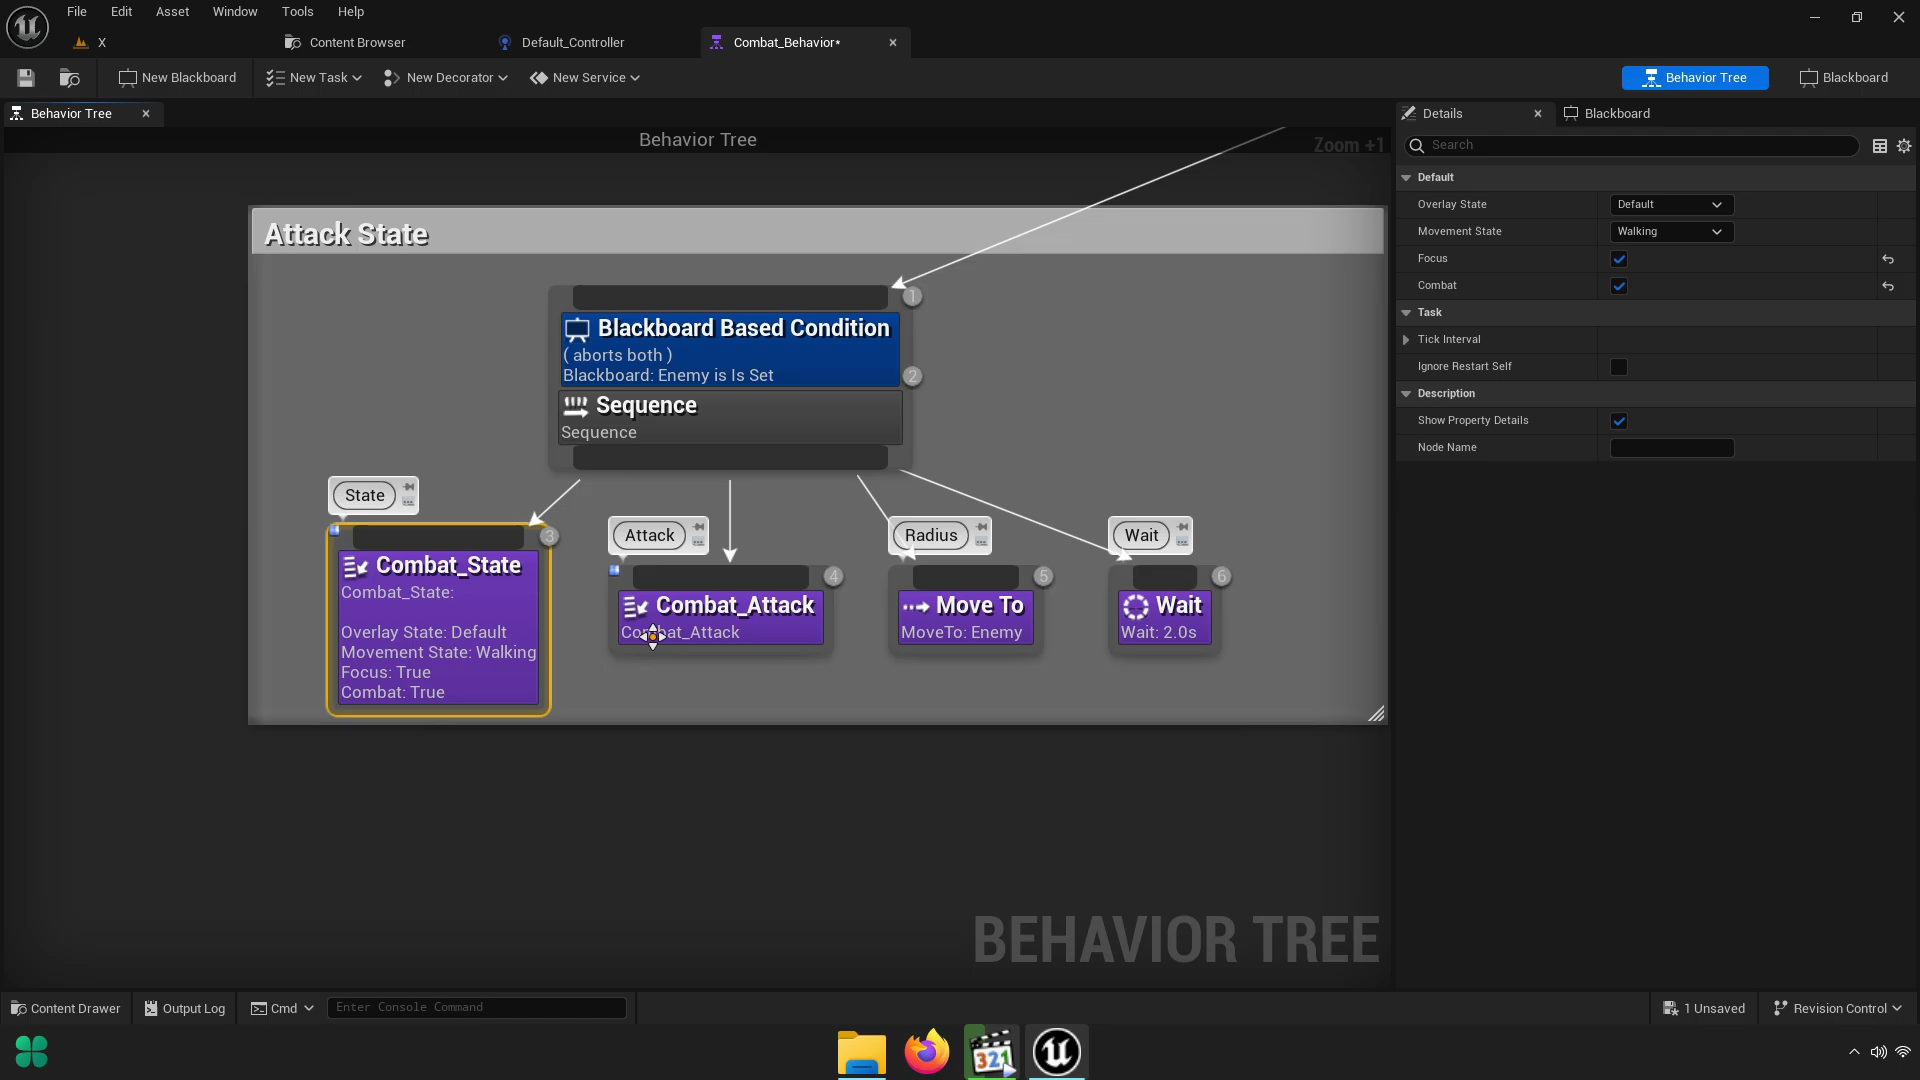 File Edit Asset Window Tools Help
X
Content Browser
Default_Controller
Combat_Behavior*
New Blackboard
New Task
New Decorator
New Service
Behavior Tree
Blackboard
Behavior Tree
Details
Blackboard
Behavior Tree
Zoom +1
Search
Default
Overlay State Default
Movement State Walking
Focus
Combat
Task
Tick Interval
Ignore Restart Self
Description
Show Property Details
Node Name
Attack State
1
Blackboard Based Condition
( aborts both )
Blackboard: Enemy is Is Set
2
Sequence
Sequence
State
3
Combat_State
Combat_State:
Overlay State: Default
Movement State: Walking
Focus: True
Combat: True
Attack
4
Combat_Attack
Combat_Attack
Radius
5
Move To
MoveTo: Enemy
Wait
6
Wait
Wait: 2.0s
BEHAVIOR TREE
Content Drawer
Output Log
Cmd
Enter Console Command
1 Unsaved
Revision Control
321